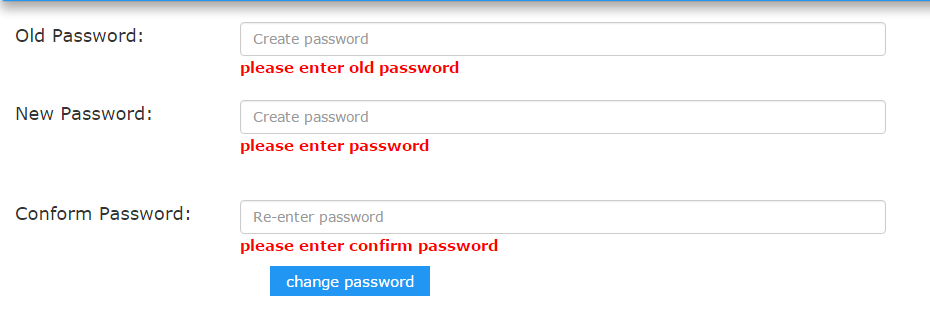 Old Password:
Create password
please enter old password
New Password:
Create password
please enter password
Conform Password:
Re-enter password
please enter confirm password
change password